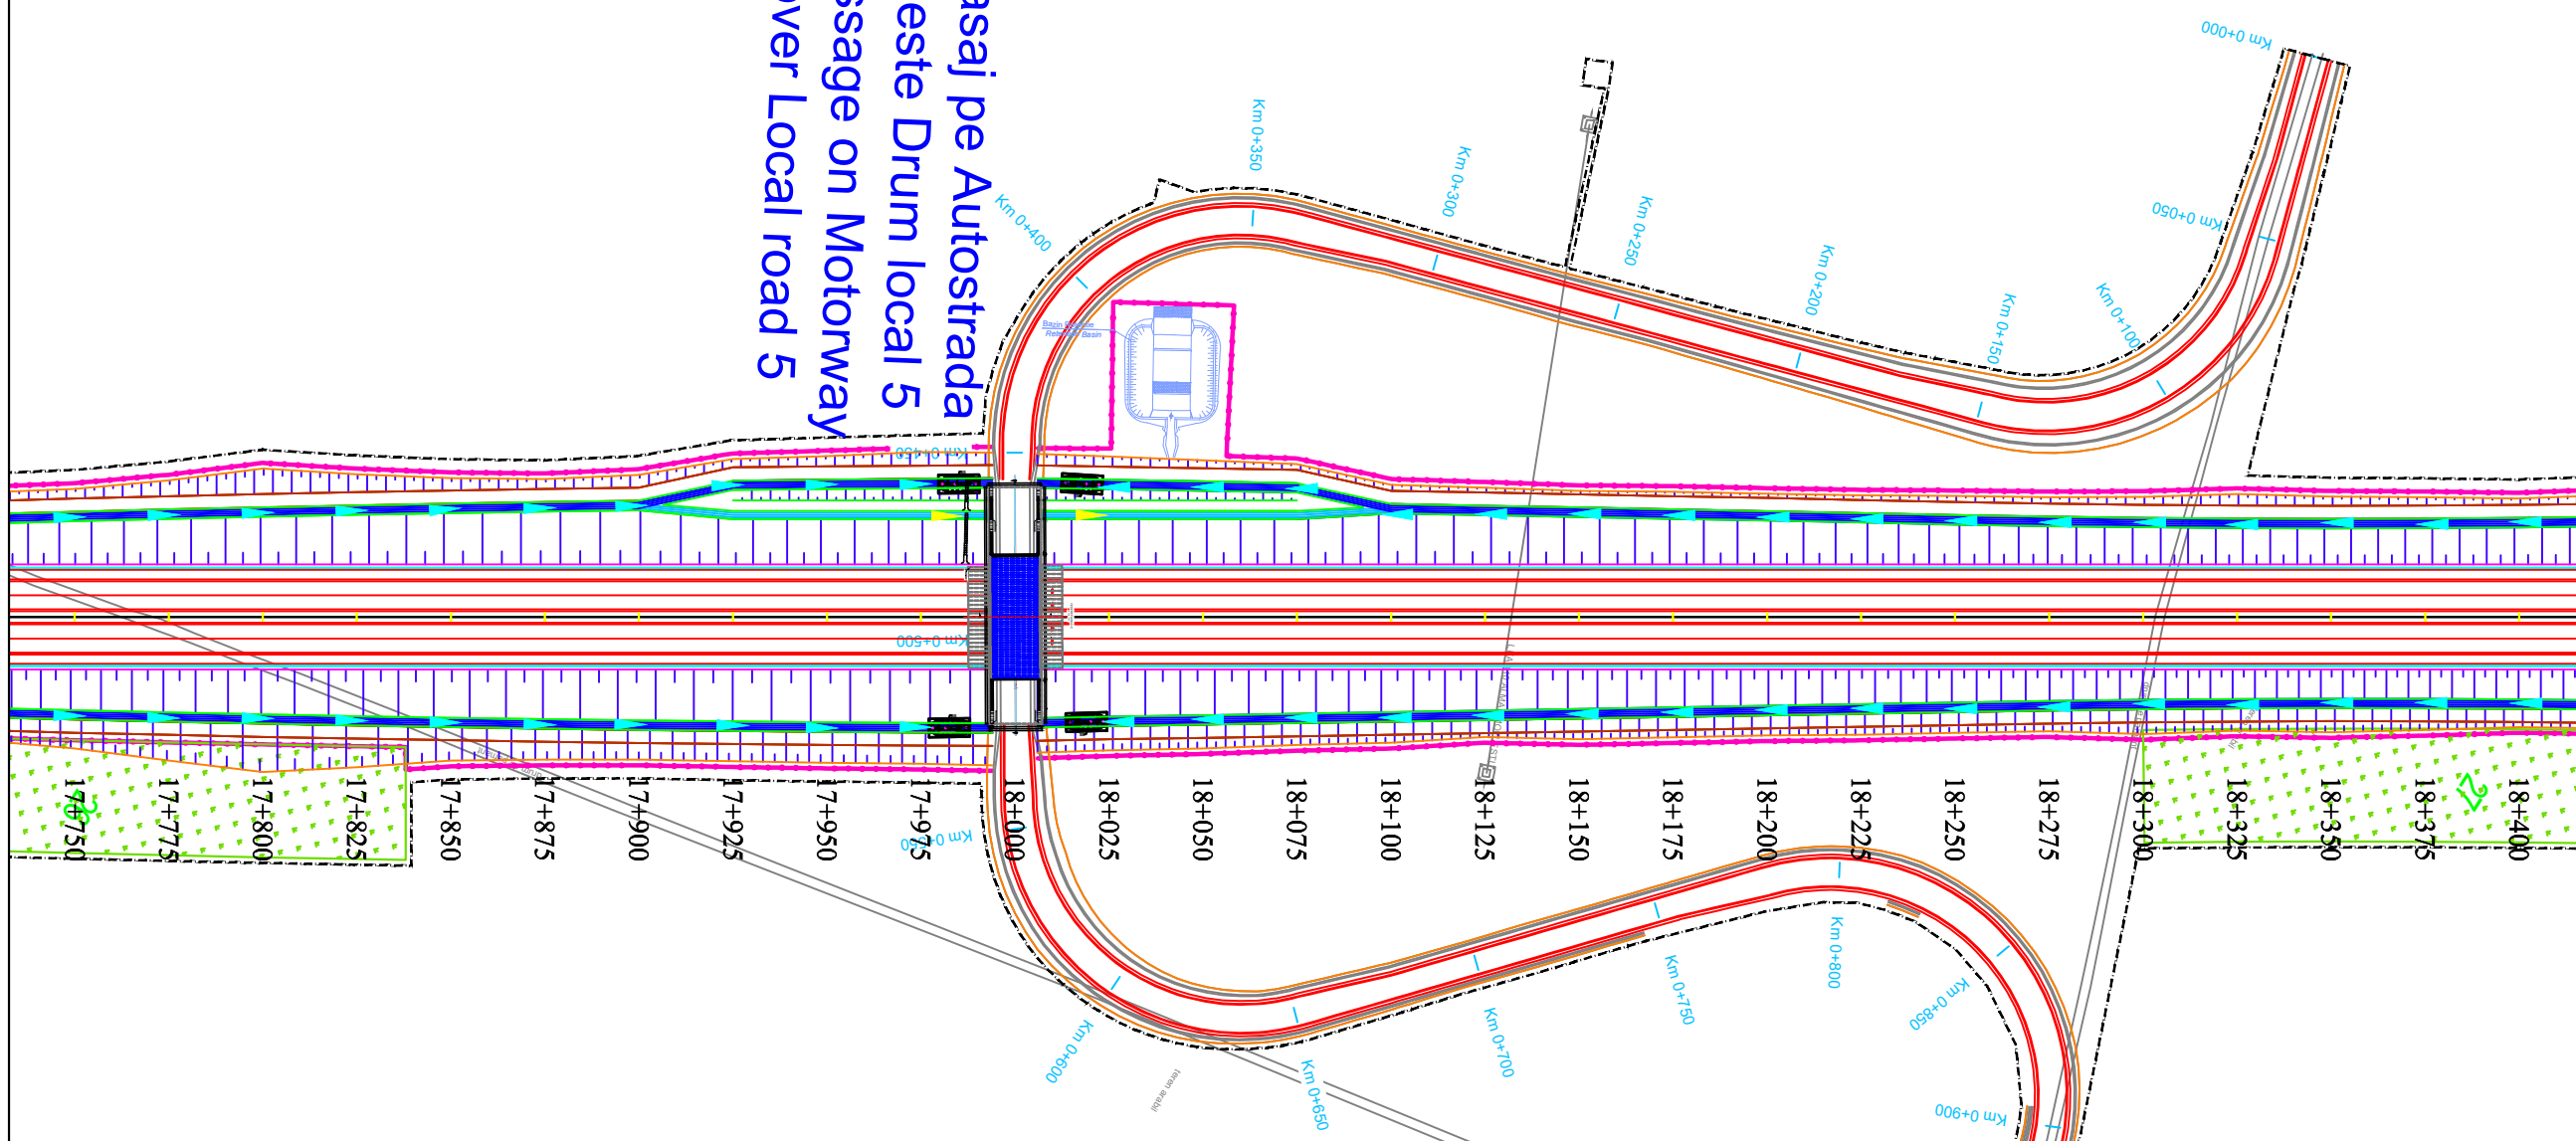 asaj pe Autostrada
este Drum local 5
ssage on Motorway
over Local road 5
Km 0+000
Km 0+050
Km 0+100
Km 0+150
Km 0+200
Km 0+250
Km 0+300
Km 0+350
Km 0+400
Km 0+450
Km 0+500
Km 0+550
Km 0+600
Km 0+650
Km 0+700
Km 0+750
Km 0+800
Km 0+850
Km 0+900
17+750
17+775
17+800
17+825
17+850
17+875
17+900
17+925
17+950
17+975
18+000
18+025
18+050
18+075
18+100
18+125
18+150
18+175
18+200
18+225
18+250
18+275
18+300
18+325
18+350
18+375
18+400
teren arabil